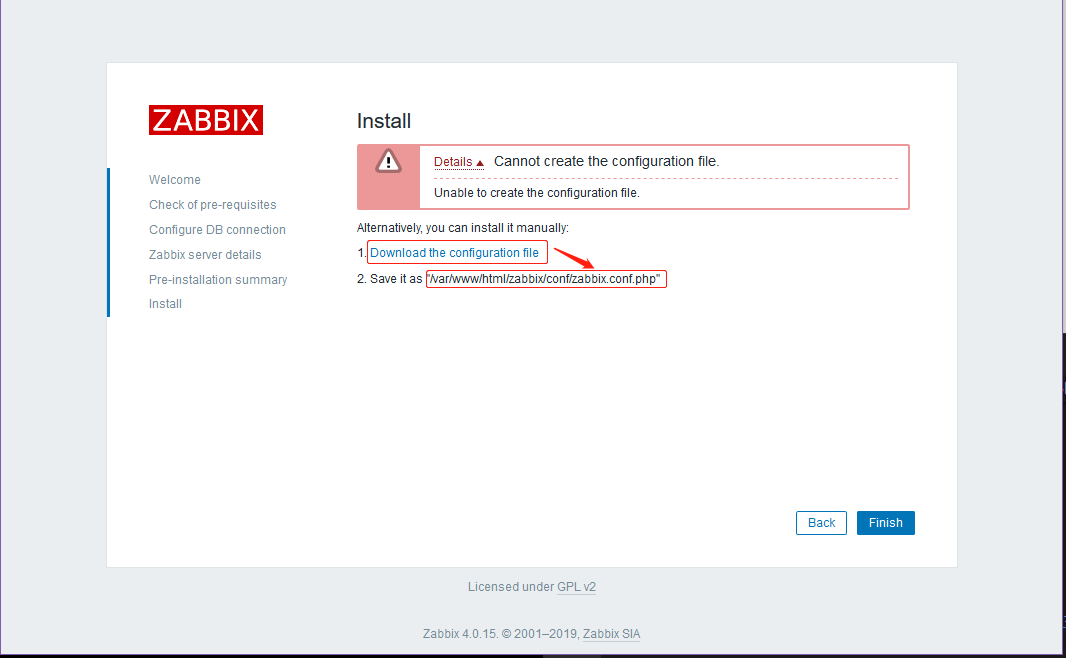 ZABBIX
Welcome
Check of pre-requisites
Configure DB connection
Zabbix server details
Pre-installation summary
Install
Install
Details Cannot create the configuration file.
Unable to create the configuration file.
Alternatively, you can install it manually:
1. Download the configuration file
2. Save it as "/var/www/html/zabbix/conf/zabbix.conf.php"
Back Finish
Licensed under GPL v2
Zabbix 4.0.15. © 2001–2019, Zabbix SIA